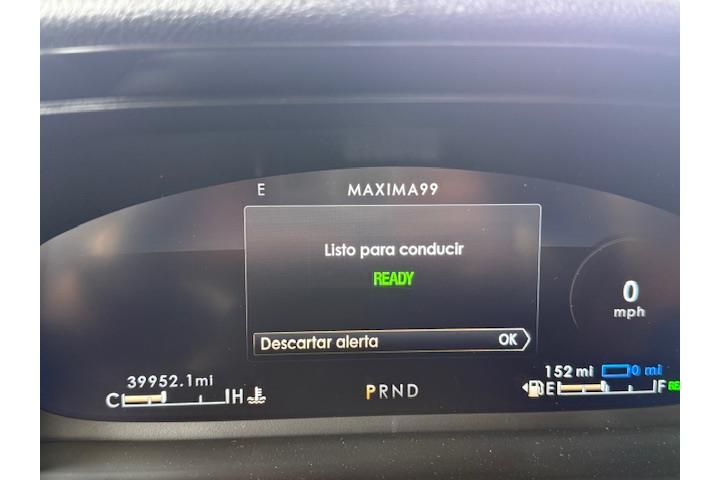 E MAXIMA99
Listo para conducir
READY
0
mph
Descartar alerta OK
39952.1mi
152 mi 0 mi
C H
PRND
E F